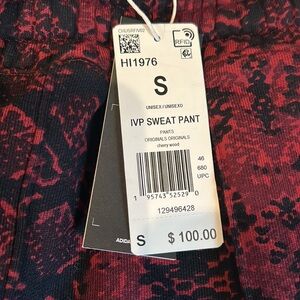 RFID
HI1976
S
UNISEX/UNISEXO
IVP SWEAT PANT
PANTS
ORIGINALS ORIGINALS
cherry wood
46
680
UPC
1 95743 52529 0
129496428
S $ 100.00